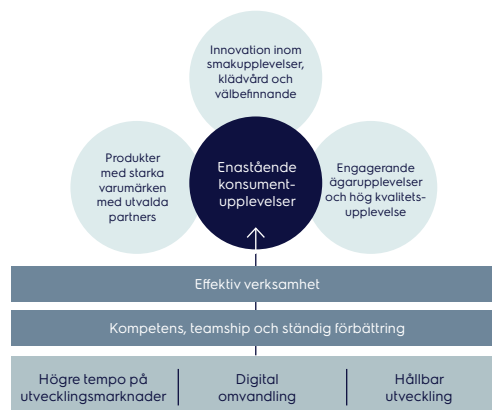 Innovation inom
smakupplevelser,
klädvård och
välbefinnande
Produkter
med starka
varumärken
med utvalda
partners
Enastående
konsument-
upplevelser
Engagerande
ägarupplevelser
och hög kvalitets-
upplevelse
Effektiv verksamhet
Kompetens, teamship och ständig förbättring
Högre tempo på
utvecklingsmarknader
Digital
omvandling
Hållbar
utveckling